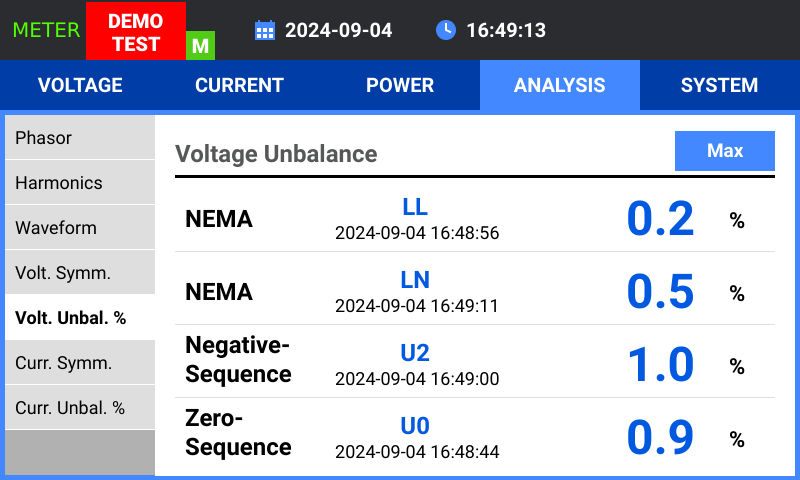 METER
DEMO
TEST
M
2024-09-04
16:49:13
VOLTAGE
CURRENT
POWER
ANALYSIS
SYSTEM
Phasor
Harmonics
Waveform
Volt. Symm.
Volt. Unbal. %
Curr. Symm.
Curr. Unbal. %
Voltage Unbalance
Max
NEMA
LL
2024-09-04 16:48:56
0.2
%
NEMA
LN
2024-09-04 16:49:11
0.5
%
Negative-
Sequence
U2
2024-09-04 16:49:00
1.0
%
Zero-
Sequence
U0
2024-09-04 16:48:44
0.9
%